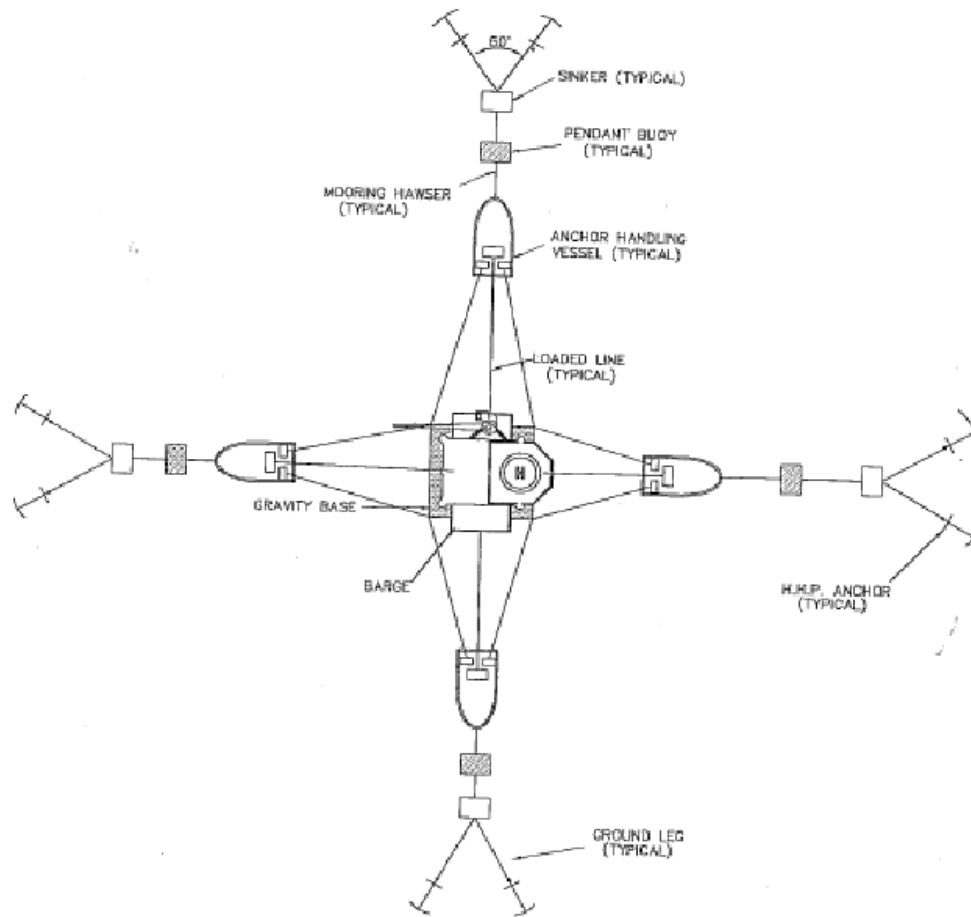 60°
SINKER (TYPICAL)
PENDANT BUOY
(TYPICAL)
MOORING HAWSER
(TYPICAL)
ANCHOR HANDLING
VESSEL (TYPICAL)
LOADED LINE
(TYPICAL)
H
GRAVITY BASE
BARGE
H.H.P. ANCHOR
(TYPICAL)
GROUND LEG
(TYPICAL)